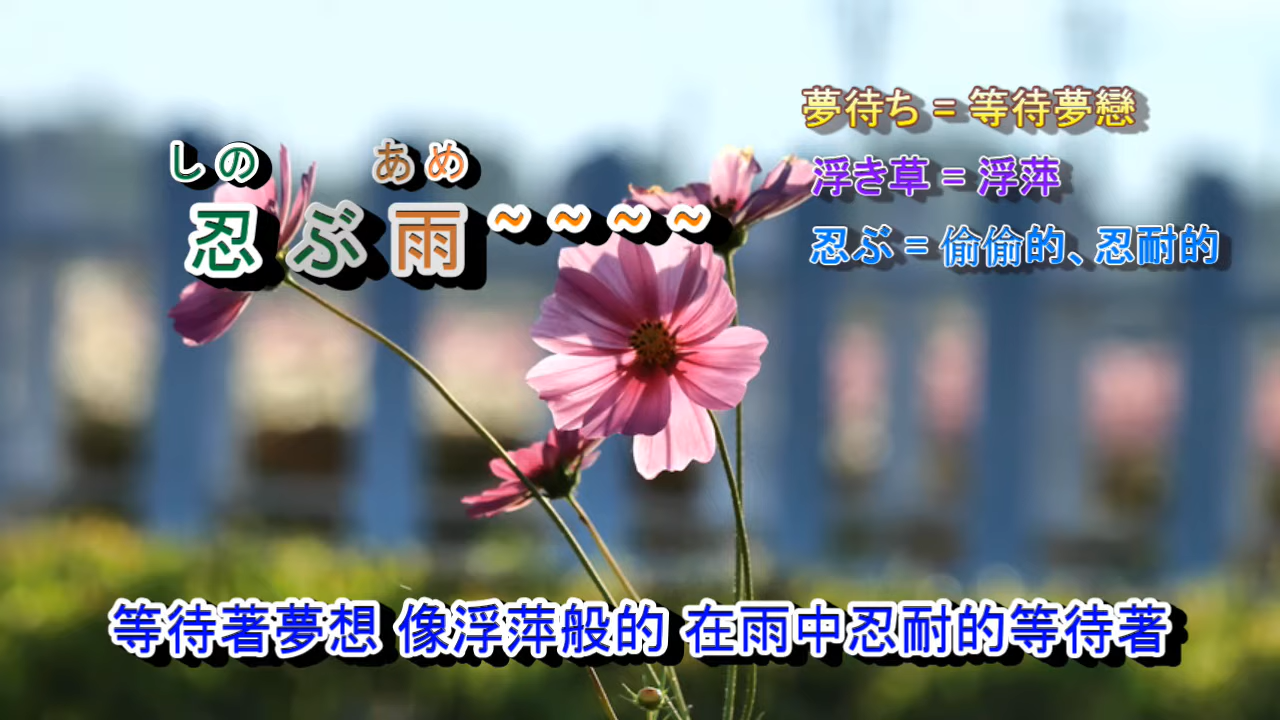 しの あめ
忍ぶ雨~~~~
夢待ち = 等待夢戀
浮き草 = 浮萍
忍ぶ = 偷偷的、忍耐的
等待著夢想 像浮萍般的 在雨中忍耐的等待著